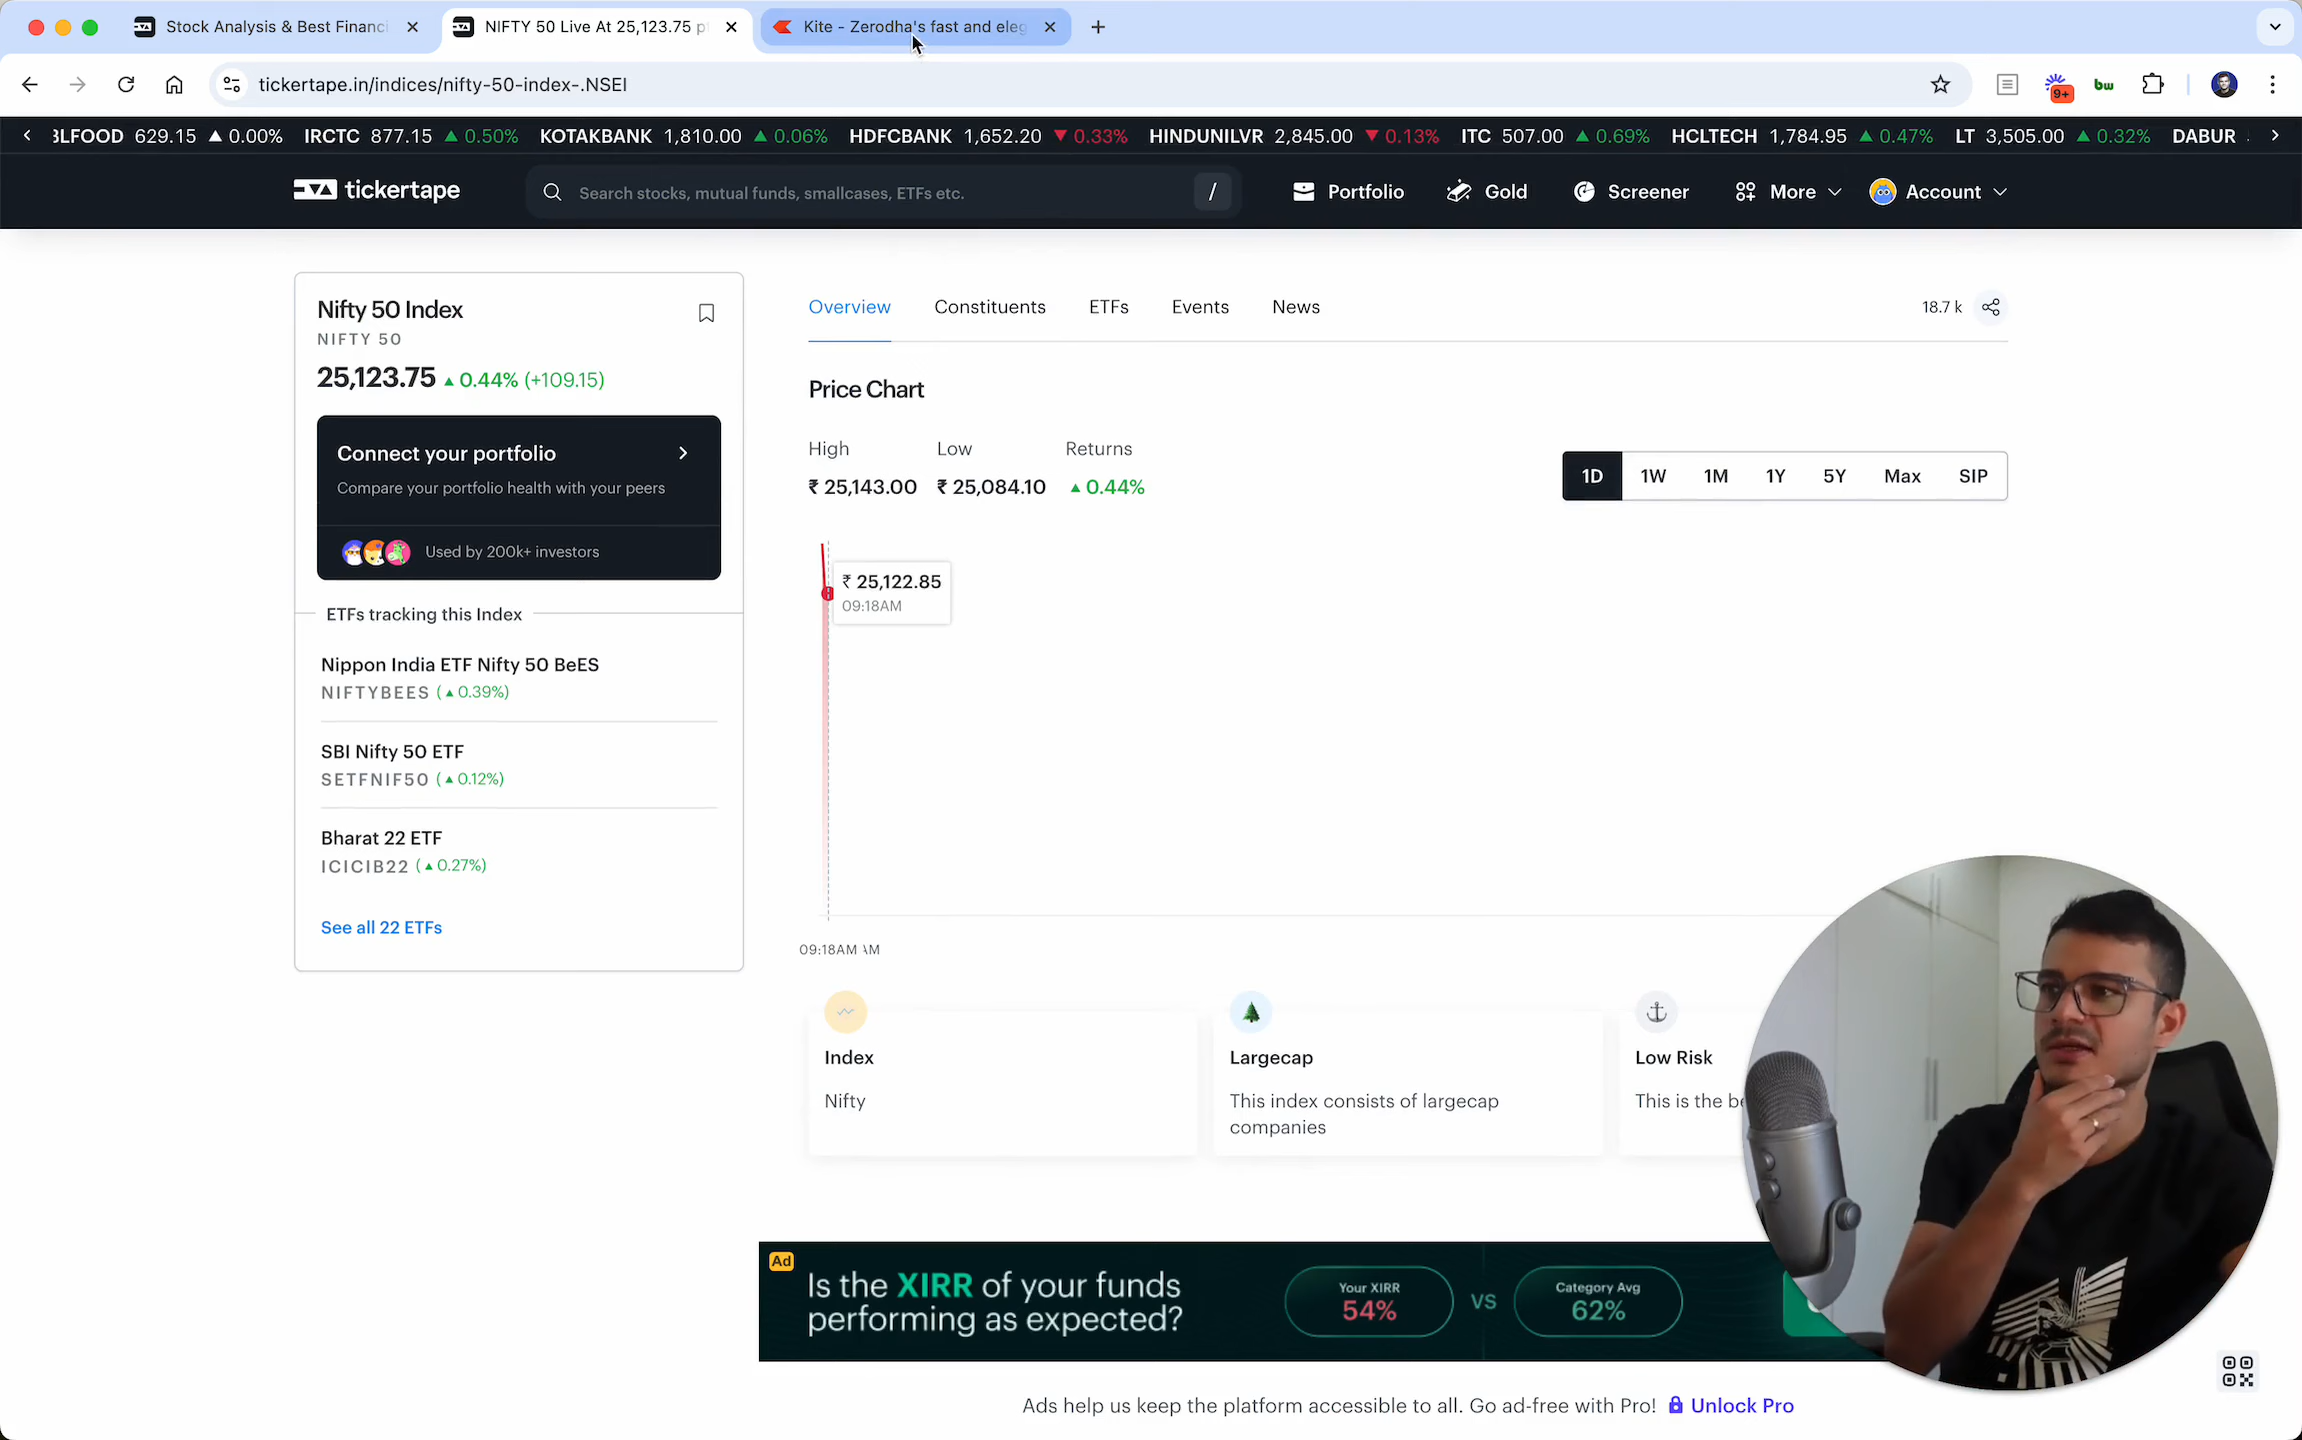 Stock Analysis & Best Financi
NIFTY 50 Live At 25,123.75 p
Kite - Zerodha's fast and eleg
tickertape.in/indices/nifty-50-index-.NSEI
9+
bw
BLFOOD 629.15 ▲ 0.00% IRCTC 877.15 ▲ 0.50% KOTAKBANK 1,810.00 ▲ 0.06% HDFCBANK 1,652.20 ▼ 0.33% HINDUNILVR 2,845.00 ▼ 0.13% ITC 507.00 ▲ 0.69% HCLTECH 1,784.95 ▲ 0.47% LT 3,505.00 ▲ 0.32% DABUR
tickertape
Search stocks, mutual funds, smallcases, ETFs etc.
/
Portfolio
Gold
Screener
More
Account
Nifty 50 Index
NIFTY 50
25,123.75 ▲ 0.44% (+109.15)
Connect your portfolio
Compare your portfolio health with your peers
Used by 200k+ investors
ETFs tracking this Index
Nippon India ETF Nifty 50 BeES
NIFTYBEES (▲ 0.39%)
SBI Nifty 50 ETF
SETFNIF50 (▲ 0.12%)
Bharat 22 ETF
ICICIB22 (▲ 0.27%)
See all 22 ETFs
Overview Constituents ETFs Events News
18.7 k
Price Chart
High Low Returns
₹ 25,143.00 ₹ 25,084.10 ▲ 0.44%
1D 1W 1M 1Y 5Y Max SIP
₹ 25,122.85
09:18AM
09:18AM AM
Index
Nifty
Largecap
This index consists of largecap
companies
Low Risk
This is the be
Ad
Is the XIRR of your funds
performing as expected?
Your XIRR
54%
VS
Category Avg
62%
Ads help us keep the platform accessible to all. Go ad-free with Pro! Unlock Pro